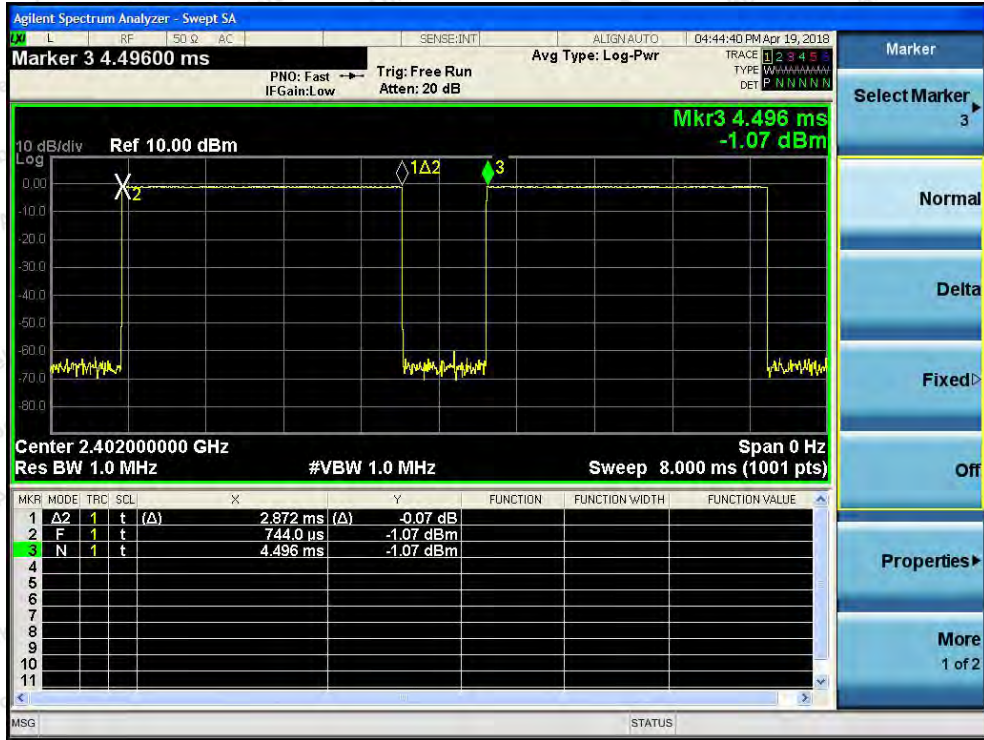 Agilent Spectrum Analyzer - Swept SA
LXI L RF 50 Ω AC SENSE:INT ALIGN AUTO 04:44:40 PM Apr 19, 2018
Marker 3 4.49600 ms
PNO: Fast
IFGain:Low
Trig: Free Run
Atten: 20 dB
Avg Type: Log-Pwr
TRACE 1 2 3 4 5 6
TYPE
DET P N N N N N
Mkr3 4.496 ms
-1.07 dBm
10 dB/div Ref 10.00 dBm
Log
0.00
-10.0
-20.0
-30.0
-40.0
-50.0
-60.0
-70.0
-80.0
2
1Δ2
3
Center 2.402000000 GHz Span 0 Hz
Res BW 1.0 MHz #VBW 1.0 MHz Sweep 8.000 ms (1001 pts)
MKR MODE TRC SCL X Y FUNCTION FUNCTION WIDTH FUNCTION VALUE
1 Δ2 1 t (Δ) 2.872 ms (Δ) -0.07 dB
2 F 1 t 744.0 µs -1.07 dBm
3 N 1 t 4.496 ms -1.07 dBm
4
5
6
7
8
9
10
11
MSG STATUS
Marker
Select Marker
3
Normal
Delta
Fixed
Off
Properties
More
1 of 2